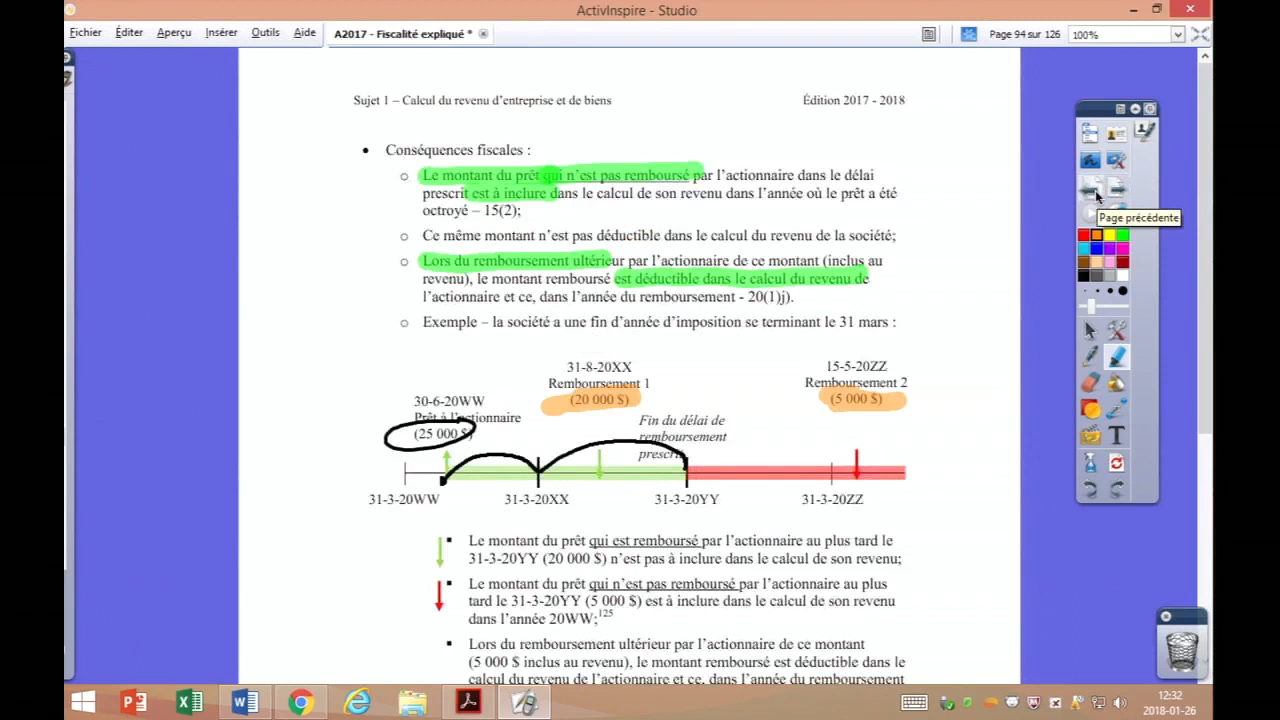 ActivInspire - Studio
Fichier Éditer Aperçu Insérer Outils Aide A2017 - Fiscalité expliqué * Page 94 sur 126 100%
Sujet 1 – Calcul du revenu d’entreprise et de biens Édition 2017 - 2018
• Conséquences fiscales :
o Le montant du prêt qui n’est pas remboursé par l’actionnaire dans le délai
prescrit est à inclure dans le calcul de son revenu dans l’année où le prêt a été
octroyé – 15(2);
Page précédente
o Ce même montant n’est pas déductible dans le calcul du revenu de la société;
o Lors du remboursement ultérieur par l’actionnaire de ce montant (inclus au
revenu), le montant remboursé est déductible dans le calcul du revenu de
l’actionnaire et ce, dans l’année du remboursement - 20(1)j).
o Exemple – la société a une fin d’année d’imposition se terminant le 31 mars :
31-8-20XX
Remboursement 1
(20 000 $)
15-5-20ZZ
Remboursement 2
(5 000 $)
30-6-20WW
Prêt à l’actionnaire
(25 000 $)
Fin du délai de
remboursement
prescrit
31-3-20WW 31-3-20XX 31-3-20YY 31-3-20ZZ
▪ Le montant du prêt qui est remboursé par l’actionnaire au plus tard le
31-3-20YY (20 000 $) n’est pas à inclure dans le calcul de son revenu;
▪ Le montant du prêt qui n’est pas remboursé par l’actionnaire au plus
tard le 31-3-20YY (5 000 $) est à inclure dans le calcul de son revenu
dans l’année 20WW;125
▪ Lors du remboursement ultérieur par l’actionnaire de ce montant
(5 000 $ inclus au revenu), le montant remboursé est déductible dans le
calcul du revenu de l’actionnaire et ce, dans l’année du remboursement
12:32
2018-01-26